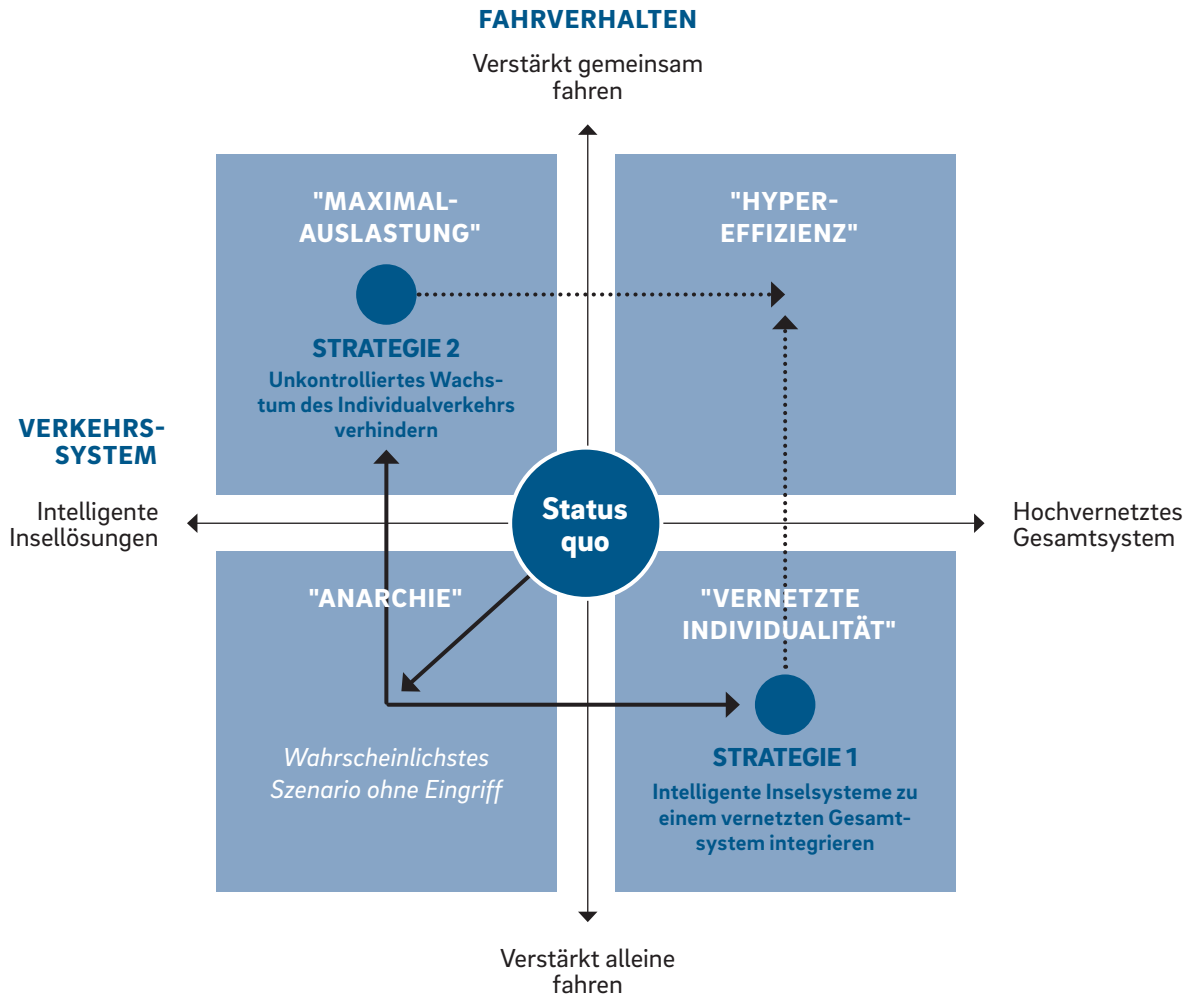 FAHRVERHALTEN
Verstärkt gemeinsam
fahren
"MAXIMAL-
AUSLASTUNG"
STRATEGIE 2
Unkontrolliertes Wachs-
tum des Individualverkehrs
verhindern
"HYPER-
EFFIZIENZ"
VERKEHRS-
SYSTEM
Intelligente
Insellösungen
Status
quo
Hochvernetztes
Gesamtsystem
"ANARCHIE"
Wahrscheinlichstes
Szenario ohne Eingriff
"VERNETZTE
INDIVIDUALITÄT"
STRATEGIE 1
Intelligente Inselsysteme zu
einem vernetzten Gesamt-
system integrieren
Verstärkt alleine
fahren